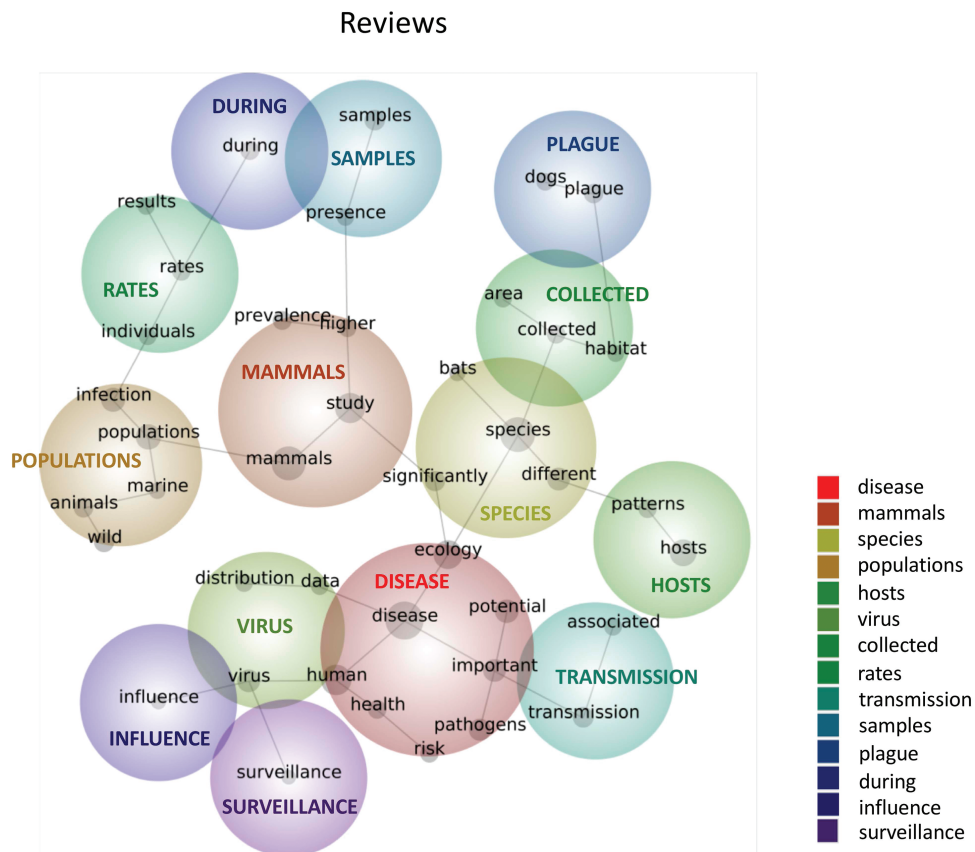 Reviews
DURING
samples
during
SAMPLES
PLAGUE
dogs
plague
results
presence
rates
RATES
area
COLLECTED
individuals
prevalence
higher
collected
habitat
MAMMALS
bats
infection
study
populations
species
POPULATIONS
mammals
significantly
different
marine
animals
SPECIES
patterns
wild
ecology
hosts
distribution
data
DISEASE
HOSTS
VIRUS
disease
potential
associated
virus
human
important
TRANSMISSION
influence
health
transmission
INFLUENCE
pathogens
risk
surveillance
SURVEILLANCE
disease
mammals
species
populations
hosts
virus
collected
rates
transmission
samples
plague
during
influence
surveillance